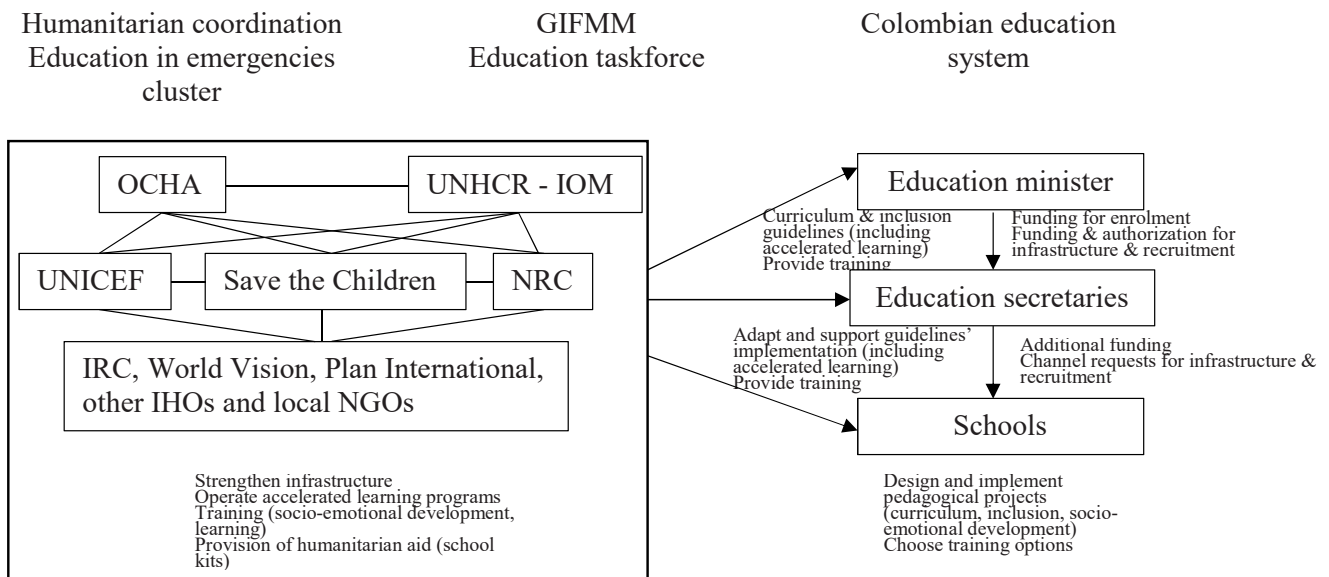 Humanitarian coordination
Education in emergencies
cluster
GIFMM
Education taskforce
Colombian education
system
OCHA
UNHCR - IOM
UNICEF
Save the Children
NRC
IRC, World Vision, Plan International,
other IHOs and local NGOs
Strengthen infrastructure
Operate accelerated learning programs
Training (socio-emotional development,
learning)
Provision of humanitarian aid (school
kits)
Education minister
Curriculum & inclusion
guidelines (including
accelerated learning)
Provide training
Funding for enrolment
Funding & authorization for
infrastructure & recruitment
Education secretaries
Adapt and support guidelines’
implementation (including
accelerated learning)
Provide training
Additional funding
Channel requests for infrastructure &
recruitment
Schools
Design and implement
pedagogical projects
(curriculum, inclusion, socio-
emotional development)
Choose training options